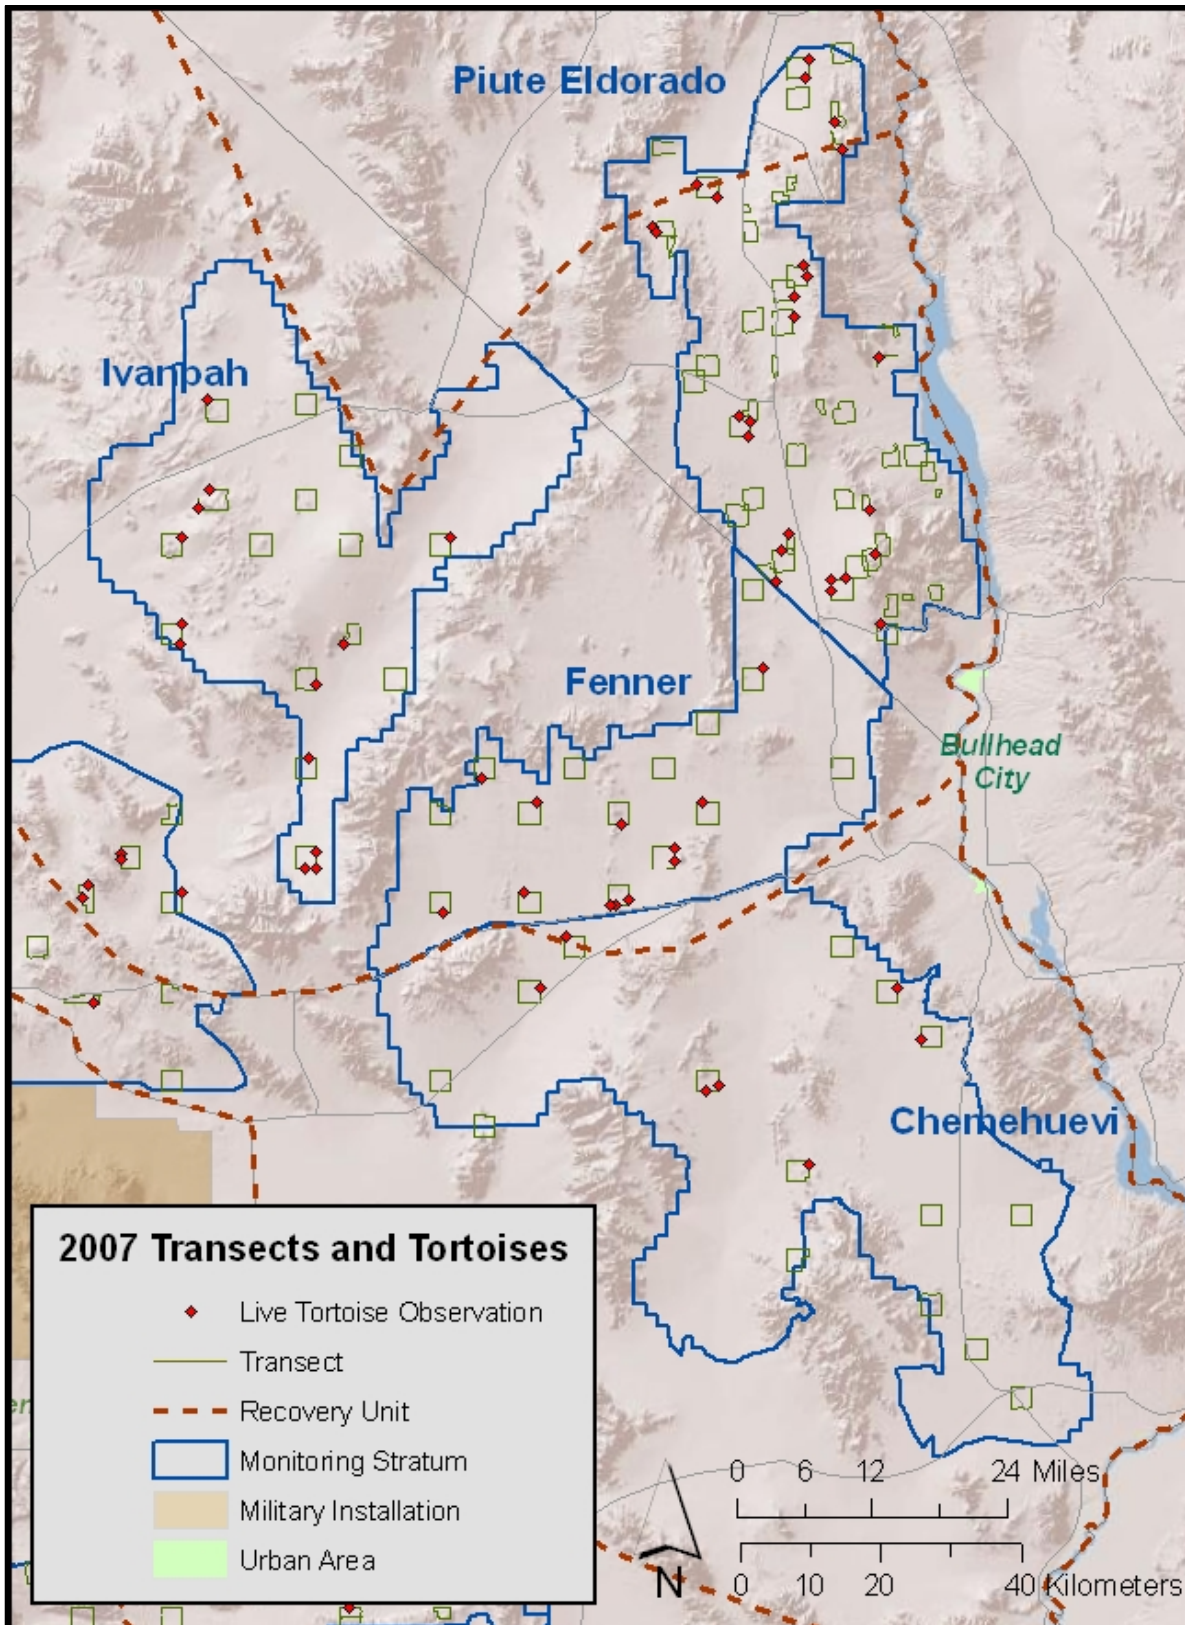 Piute Eldorado
Ivanpah
Fenner
Bullhead
City
Chemehuevi
2007 Transects and Tortoises
Live Tortoise Observation
Transect
Recovery Unit
Monitoring Stratum
Military Installation
Urban Area
0 6 12 24 Miles
N
0 10 20 40 Kilometers